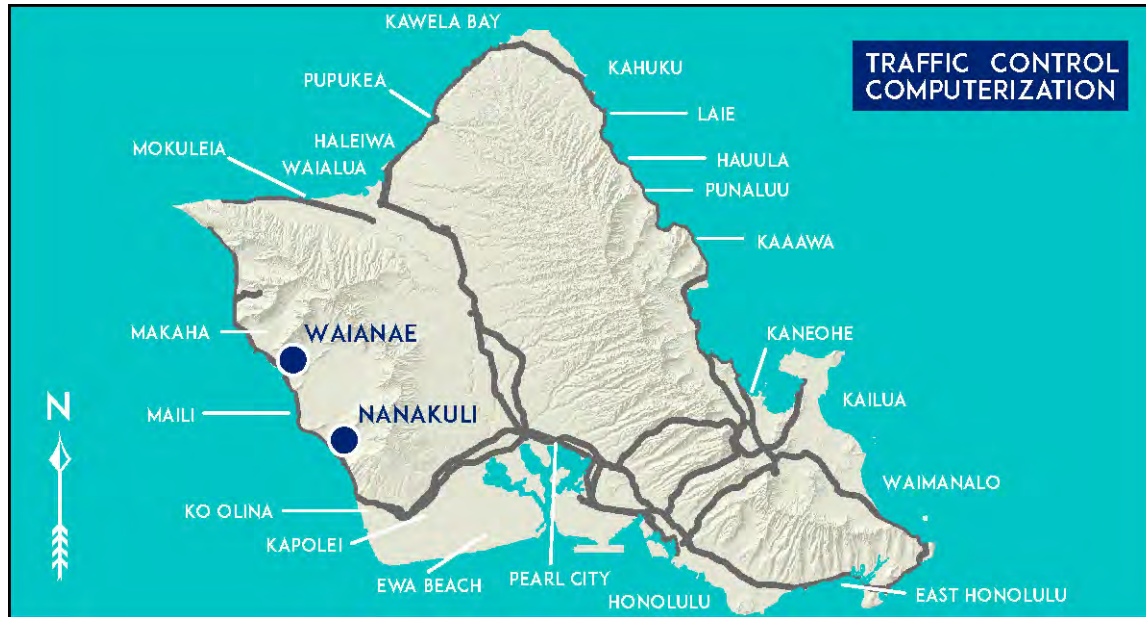 KAWELA BAY
TRAFFIC CONTROL
COMPUTERIZATION
KAHUKU
PUPUKEA
LAIE
HALEIWA
MOKULEIA
HAUULA
WAIALUA
PUNALUU
KAAAWA
MAKAHA
WAIANAE
KANEOHE
N
MAILI
NANAKULI
KAILUA
WAIMANALO
KO OLINA
KAPOLEI
EWA BEACH
PEARL CITY
HONOLULU
EAST HONOLULU